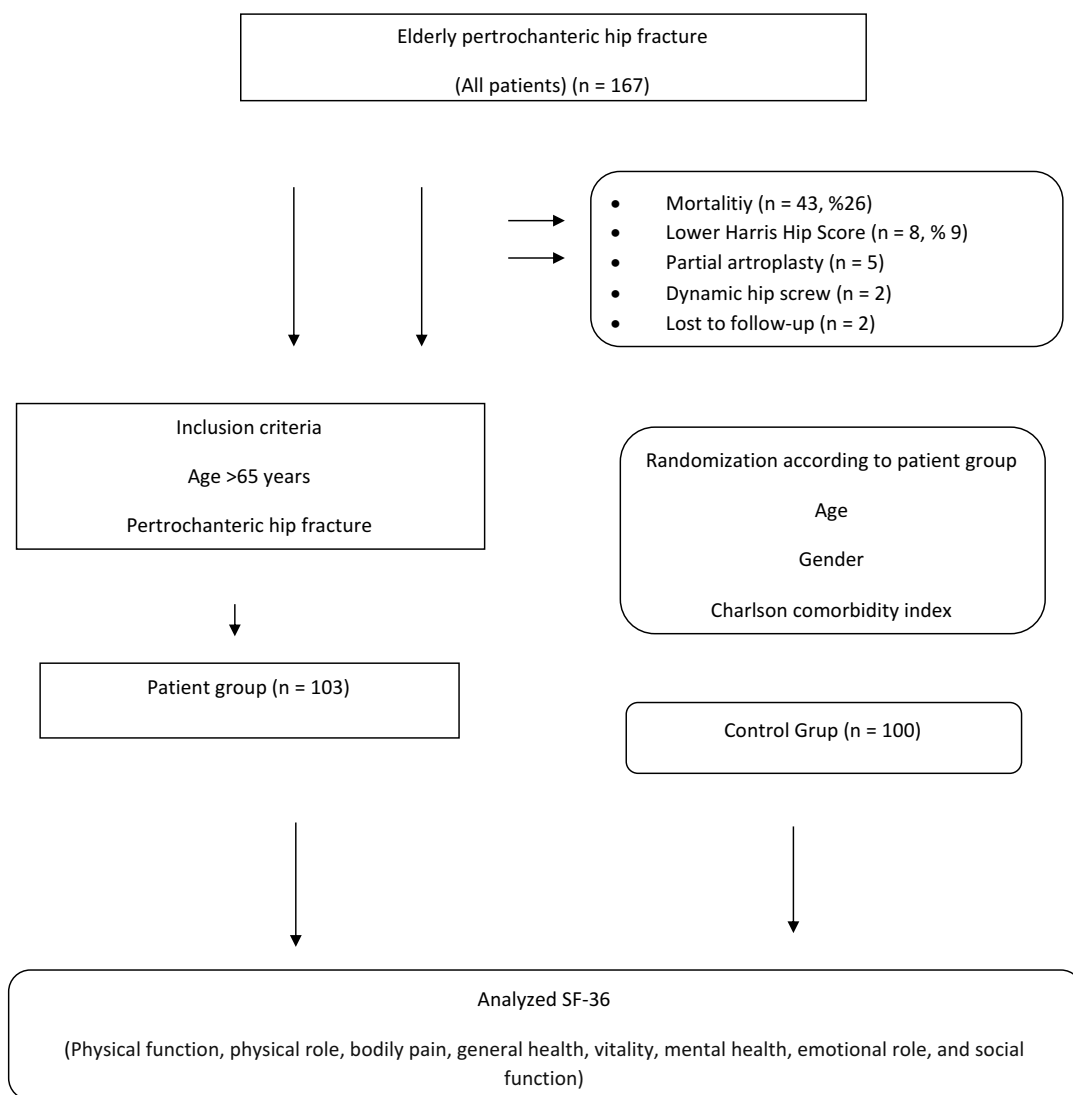 Elderly pertrochanteric hip fracture
(All patients) (n = 167)
• Mortalitiy (n = 43, %26)
• Lower Harris Hip Score (n = 8, % 9)
• Partial artroplasty (n = 5)
• Dynamic hip screw (n = 2)
• Lost to follow-up (n = 2)
Inclusion criteria
Age >65 years
Pertrochanteric hip fracture
Randomization according to patient group
Age
Gender
Charlson comorbidity index
Patient group (n = 103)
Control Grup (n = 100)
Analyzed SF-36
(Physical function, physical role, bodily pain, general health, vitality, mental health, emotional role, and social
function)